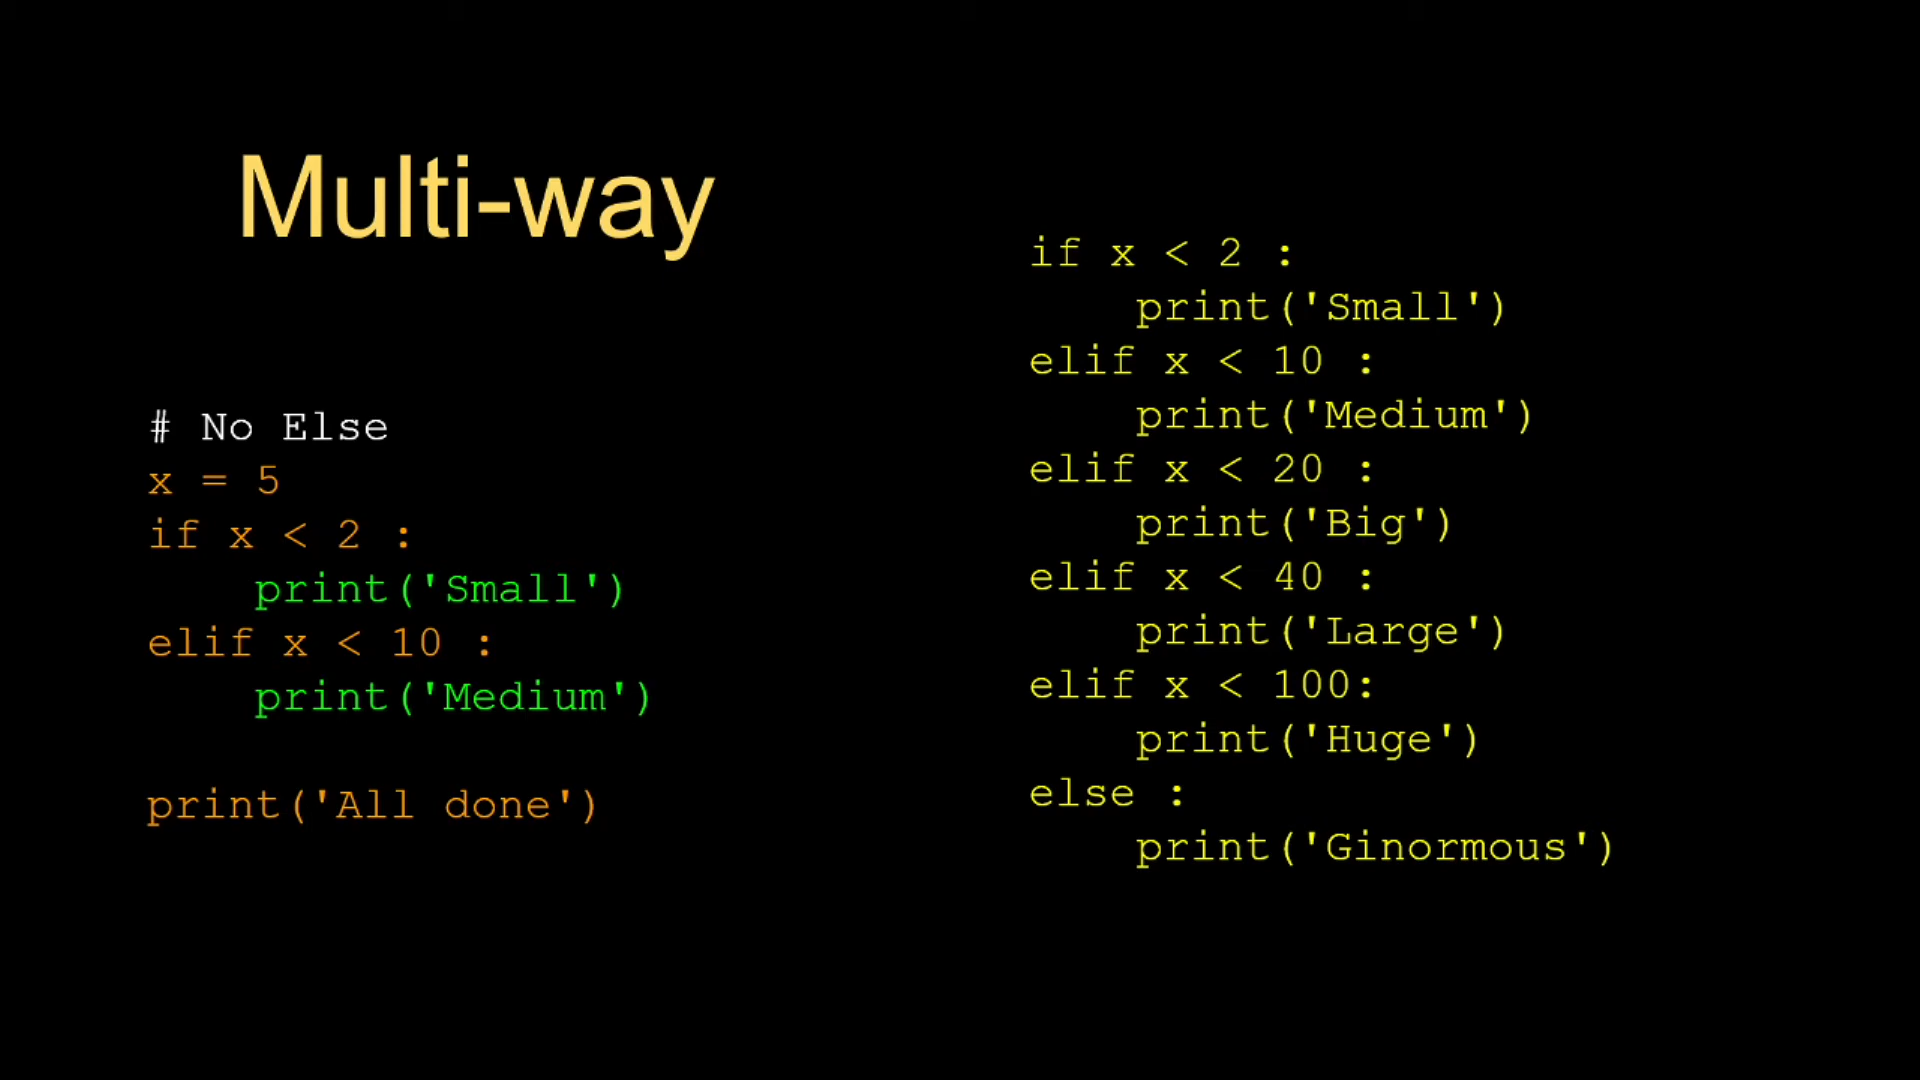 Multi-way
# No Else
x = 5
if x < 2 :
    print('Small')
elif x < 10 :
    print('Medium')
print('All done')
if x < 2 :
    print('Small')
elif x < 10 :
    print('Medium')
elif x < 20 :
    print('Big')
elif x < 40 :
    print('Large')
elif x < 100:
    print('Huge')
else :
    print('Ginormous')